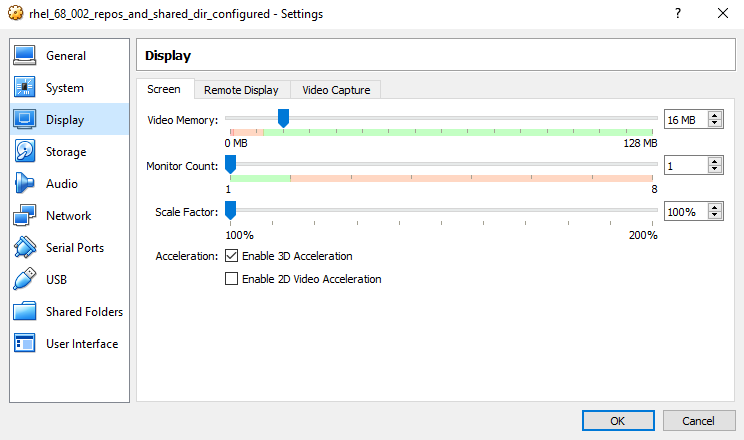 rhel_68_002_repos_and_shared_dir_configured - Settings
?
General
System
Display
Storage
Audio
Network
Serial Ports
USB
Shared Folders
User Interface
Display
Screen Remote Display Video Capture
Video Memory: 16 MB
0 MB 128 MB
Monitor Count: 1
1 8
Scale Factor: 100%
100% 200%
Acceleration: Enable 3D Acceleration
Enable 2D Video Acceleration
OK Cancel